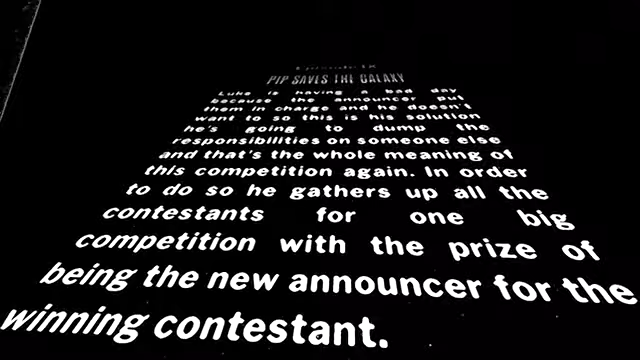 PIP SAVES THE GALAXY
Luke is having a bad day
because the announcer put
them in charge and he doesn't
want to so this is his solution
he's going to dump the
responsibilities on someone else
and that's the whole meaning of
this competition again. In order
to do so he gathers up all the
contestants for one big
competition with the prize of
being the new announcer for the
winning contestant.